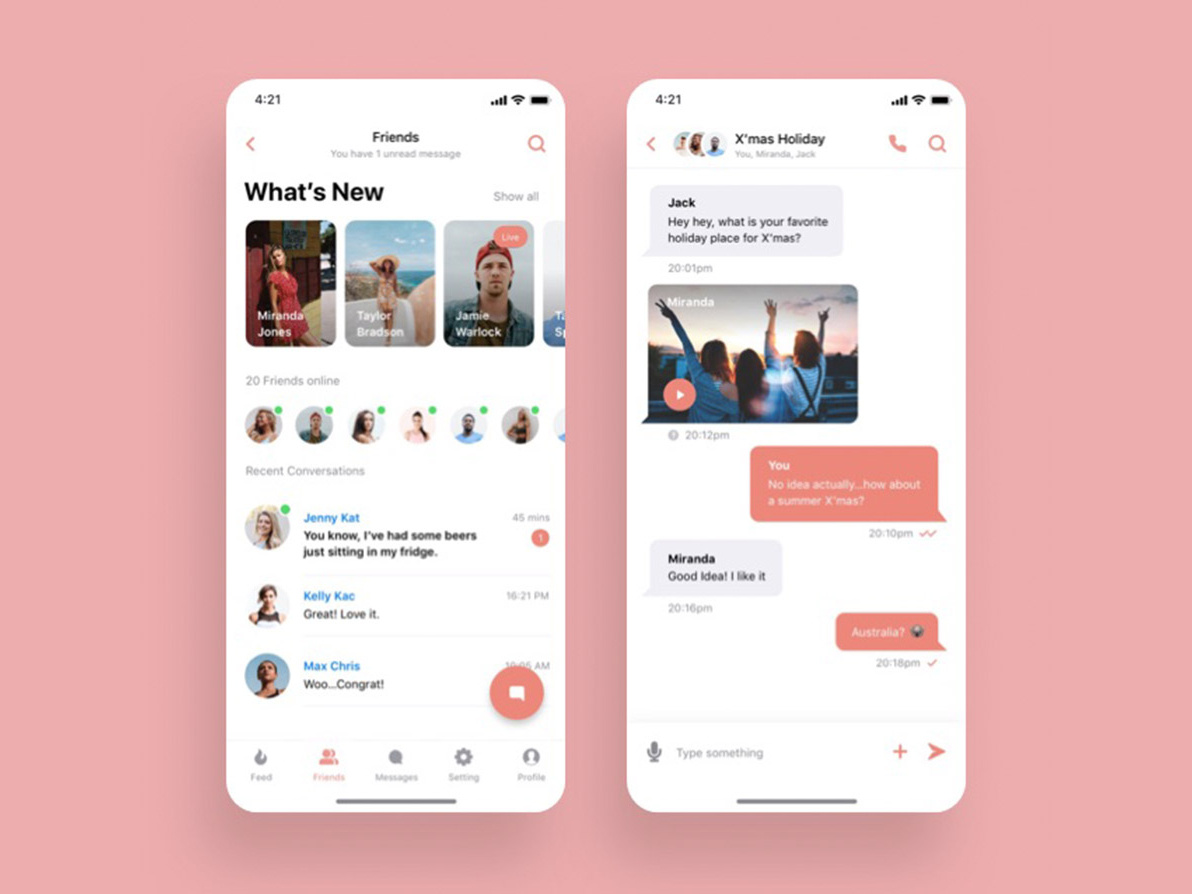 4:21
Friends
You have 1 unread message
What's New
Show all
Live
Miranda
Jones
Taylor
Bradson
Jamie
Warlock
20 Friends online
Recent Conversations
Jenny Kat
45 mins
You know, I've had some beers
just sitting in my fridge.
1
Kelly Kac
16:21 PM
Great! Love it.
Max Chris
AM
Woo...Congrat!
Feed
Friends
Messages
Setting
Profile
4:21
X'mas Holiday
You, Miranda, Jack
Jack
Hey hey, what is your favorite
holiday place for X'mas?
20:01pm
Miranda
20:12pm
You
No idea actually...how about
a summer X'mas?
20:10pm
Miranda
Good Idea! I like it
20:16pm
Australia?
20:18pm
Type something